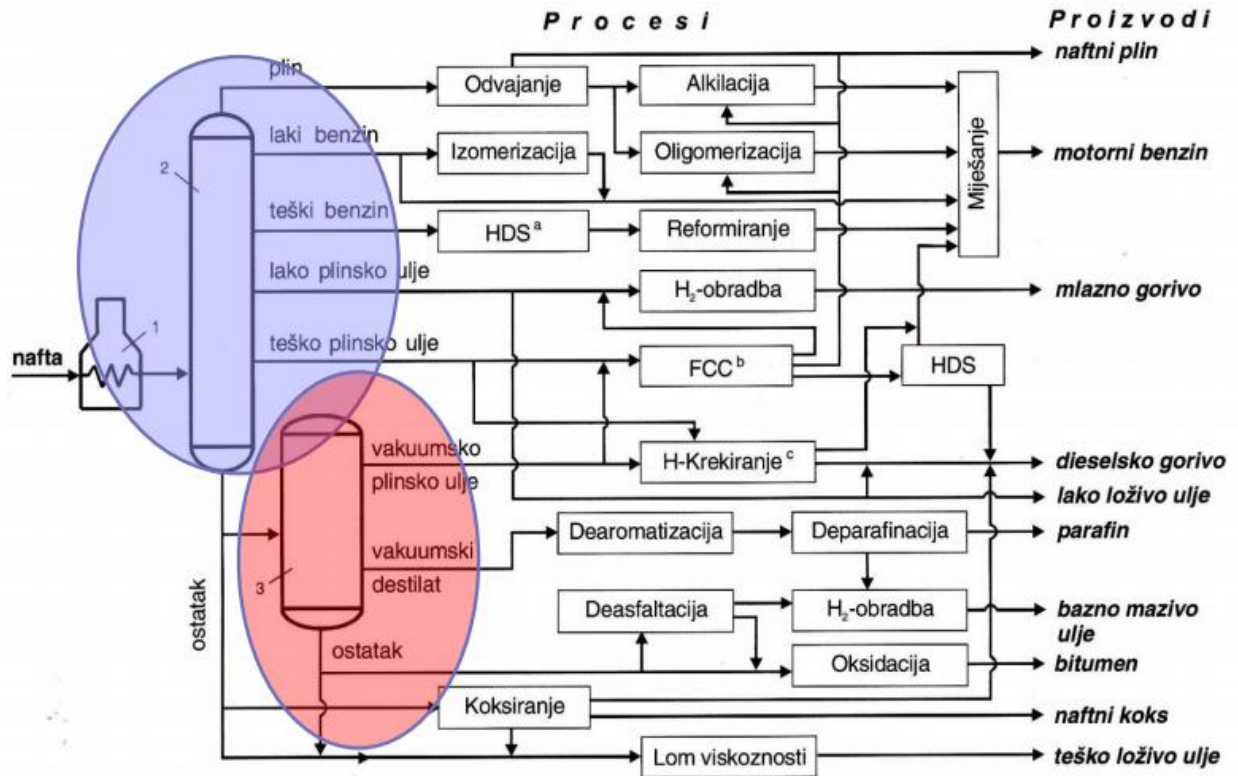 Procesi
Proizvodi
plin
Odvajanje
Alkilacija
naftni plin
laki benzin
Izomerizacija
Oligomerizacija
Miješanje
motorni benzin
2
teški benzin
HDS a
Reformiranje
lako plinsko ulje
H2-obradba
mlazno gorivo
1
nafta
teško plinsko ulje
FCC b
HDS
vakuumsko
plinsko ulje
H-Krekiranje c
dieselsko gorivo
lako loživo ulje
Dearomatizacija
Deparafinacija
parafin
vakuumski
destilat
3
ostatak
Deasfaltacija
H2-obradba
bazno mazivo
ulje
ostatak
Oksidacija
bitumen
Koksiranje
naftni koks
Lom viskoznosti
teško loživo ulje